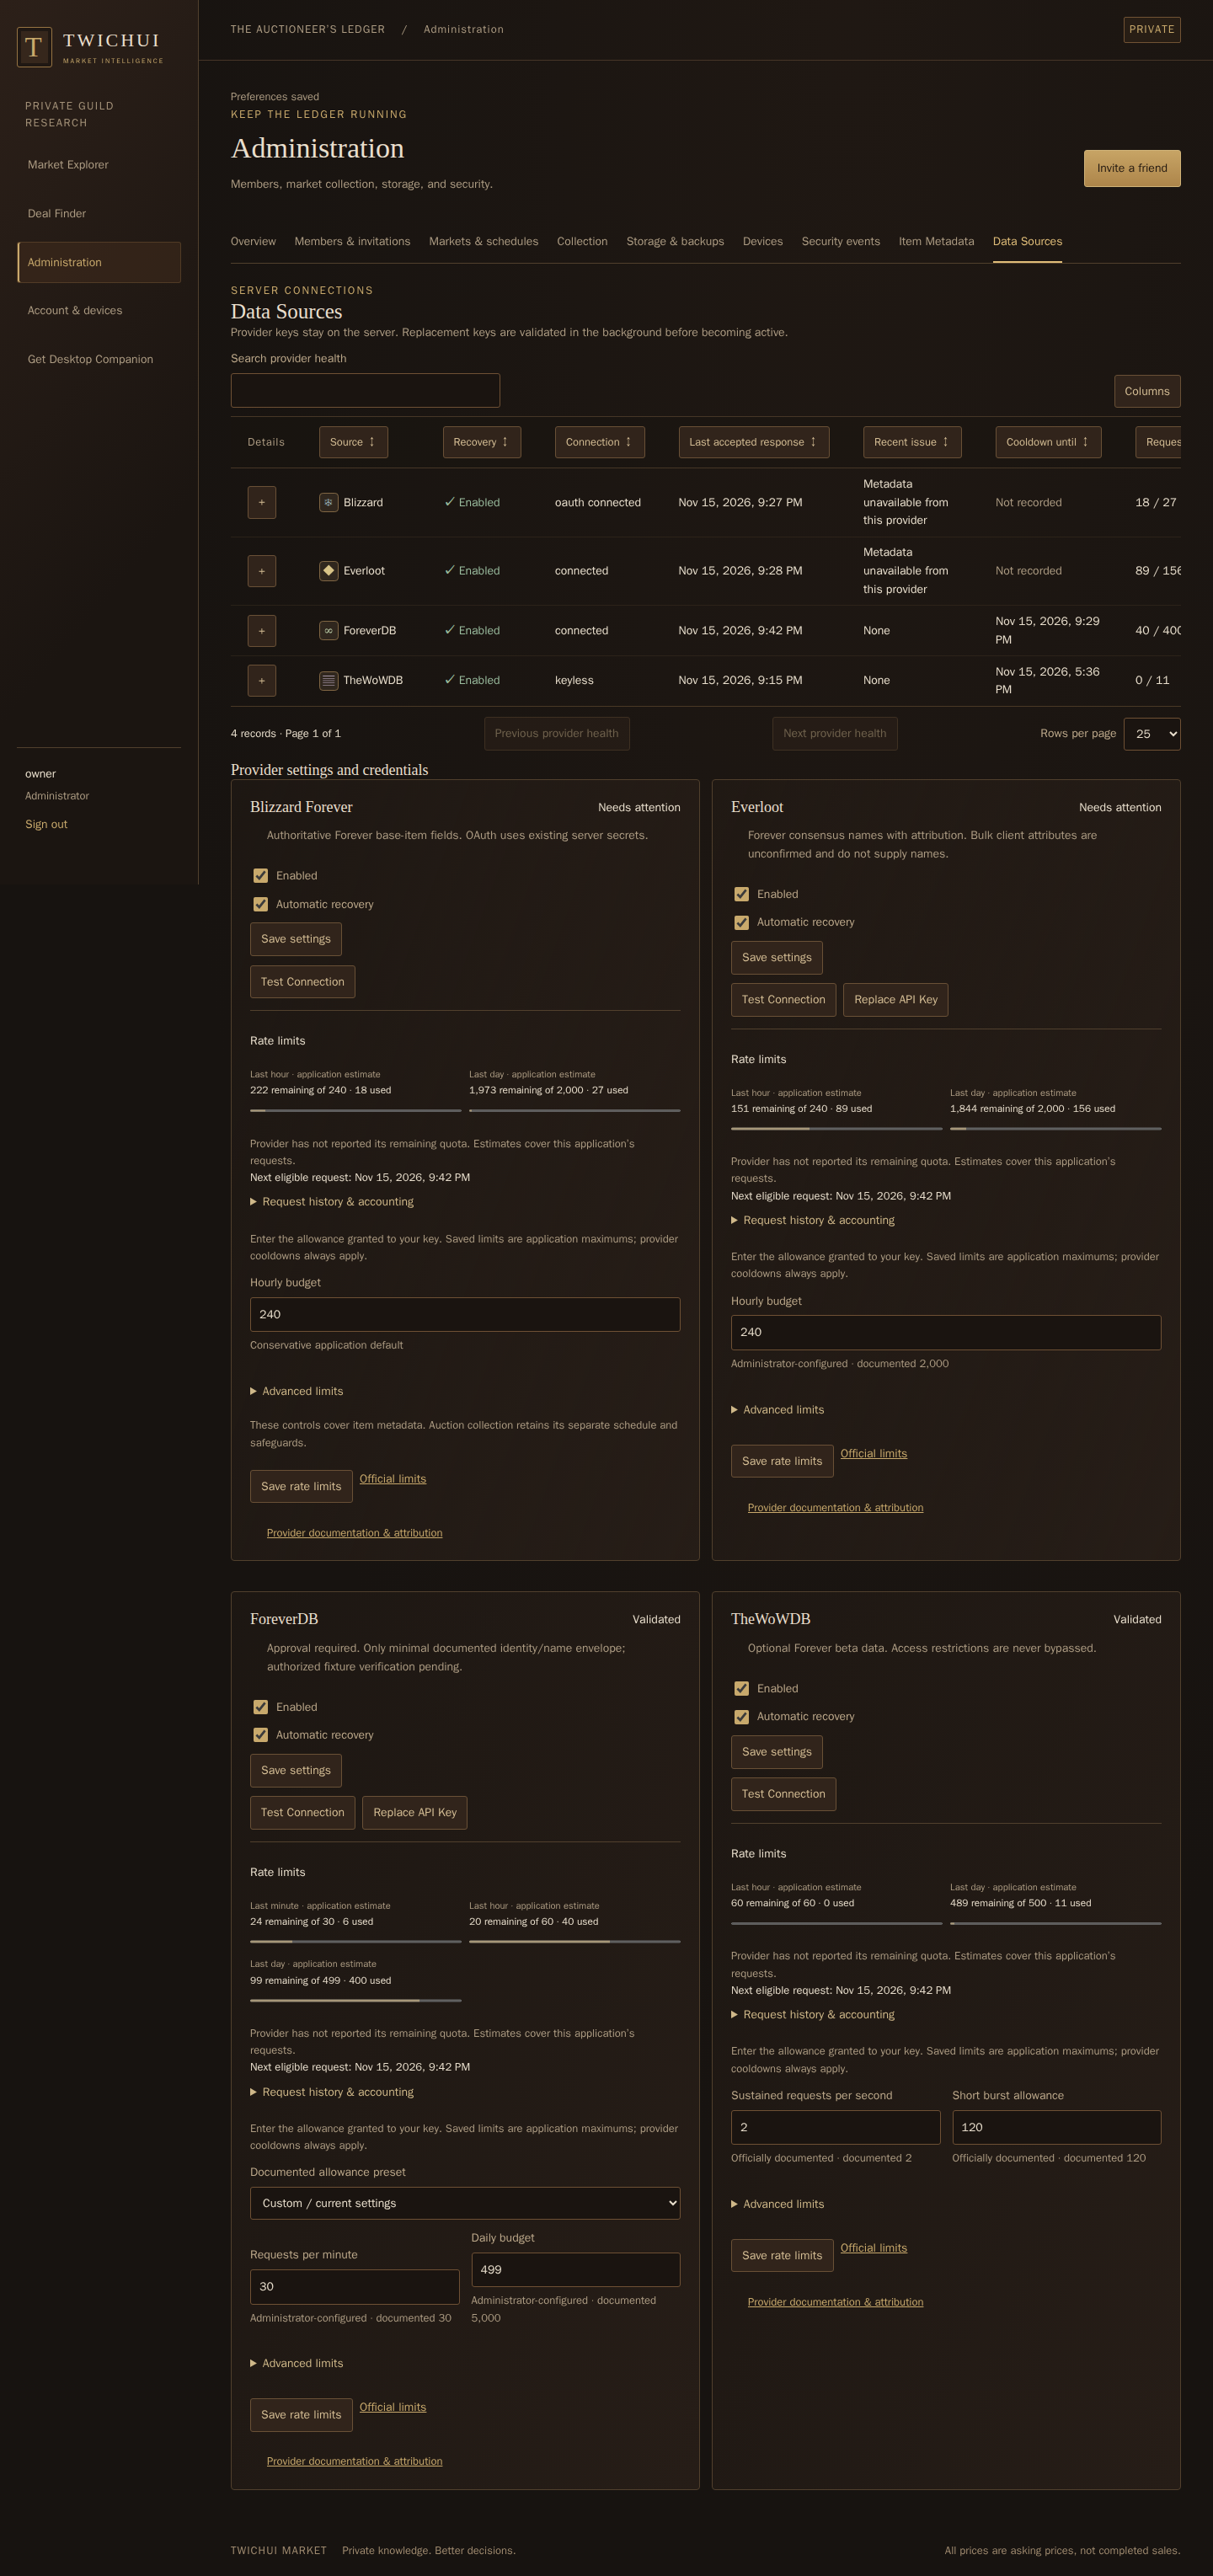 T
TWICHUI
MARKET INTELLIGENCE
PRIVATE GUILD
RESEARCH
Market Explorer
Deal Finder
Administration
Account & devices
Get Desktop Companion
owner
Administrator
Sign out
THE AUCTIONEER'S LEDGER / Administration
PRIVATE
Preferences saved
KEEP THE LEDGER RUNNING
Administration
Members, market collection, storage, and security.
Invite a friend
Overview Members & invitations Markets & schedules Collection Storage & backups Devices Security events Item Metadata Data Sources
SERVER CONNECTIONS
Data Sources
Provider keys stay on the server. Replacement keys are validated in the background before becoming active.
Search provider health
Columns
Details Source ↕ Recovery ↕ Connection ↕ Last accepted response ↕ Recent issue ↕ Cooldown until ↕ Reques
+ Blizzard ✓ Enabled oauth connected Nov 15, 2026, 9:27 PM Metadata unavailable from this provider Not recorded 18 / 27
+ Everloot ✓ Enabled connected Nov 15, 2026, 9:28 PM Metadata unavailable from this provider Not recorded 89 / 156
+ ∞ ForeverDB ✓ Enabled connected Nov 15, 2026, 9:42 PM None Nov 15, 2026, 9:29 PM 40 / 400
+ TheWoWDB ✓ Enabled keyless Nov 15, 2026, 9:15 PM None Nov 15, 2026, 5:36 PM 0 / 11
4 records · Page 1 of 1 Previous provider health Next provider health Rows per page 25
Provider settings and credentials
Blizzard Forever Needs attention
Authoritative Forever base-item fields. OAuth uses existing server secrets.
Enabled
Automatic recovery
Save settings
Test Connection
Rate limits
Last hour · application estimate
222 remaining of 240 · 18 used
Last day · application estimate
1,973 remaining of 2,000 · 27 used
Provider has not reported its remaining quota. Estimates cover this application's
requests.
Next eligible request: Nov 15, 2026, 9:42 PM
▶ Request history & accounting
Enter the allowance granted to your key. Saved limits are application maximums; provider
cooldowns always apply.
Hourly budget
240
Conservative application default
▶ Advanced limits
These controls cover item metadata. Auction collection retains its separate schedule and
safeguards.
Save rate limits Official limits
Provider documentation & attribution
Everloot Needs attention
Forever consensus names with attribution. Bulk client attributes are
unconfirmed and do not supply names.
Enabled
Automatic recovery
Save settings
Test Connection Replace API Key
Rate limits
Last hour · application estimate
151 remaining of 240 · 89 used
Last day · application estimate
1,844 remaining of 2,000 · 156 used
Provider has not reported its remaining quota. Estimates cover this application's
requests.
Next eligible request: Nov 15, 2026, 9:42 PM
▶ Request history & accounting
Enter the allowance granted to your key. Saved limits are application maximums; provider
cooldowns always apply.
Hourly budget
240
Administrator-configured · documented 2,000
▶ Advanced limits
Save rate limits Official limits
Provider documentation & attribution
ForeverDB Validated
Approval required. Only minimal documented identity/name envelope;
authorized fixture verification pending.
Enabled
Automatic recovery
Save settings
Test Connection Replace API Key
Rate limits
Last minute · application estimate
24 remaining of 30 · 6 used
Last hour · application estimate
20 remaining of 60 · 40 used
Last day · application estimate
99 remaining of 499 · 400 used
Provider has not reported its remaining quota. Estimates cover this application's
requests.
Next eligible request: Nov 15, 2026, 9:42 PM
▶ Request history & accounting
Enter the allowance granted to your key. Saved limits are application maximums; provider
cooldowns always apply.
Documented allowance preset
Custom / current settings
Requests per minute
30
Administrator-configured · documented 30
Daily budget
499
Administrator-configured · documented
5,000
▶ Advanced limits
Save rate limits Official limits
Provider documentation & attribution
TheWoWDB Validated
Optional Forever beta data. Access restrictions are never bypassed.
Enabled
Automatic recovery
Save settings
Test Connection
Rate limits
Last hour · application estimate
60 remaining of 60 · 0 used
Last day · application estimate
489 remaining of 500 · 11 used
Provider has not reported its remaining quota. Estimates cover this application's
requests.
Next eligible request: Nov 15, 2026, 9:42 PM
▶ Request history & accounting
Enter the allowance granted to your key. Saved limits are application maximums; provider
cooldowns always apply.
Sustained requests per second
2
Officially documented · documented 2
Short burst allowance
120
Officially documented · documented 120
▶ Advanced limits
Save rate limits Official limits
Provider documentation & attribution
TWICHUI MARKET Private knowledge. Better decisions.
All prices are asking prices, not completed sales.